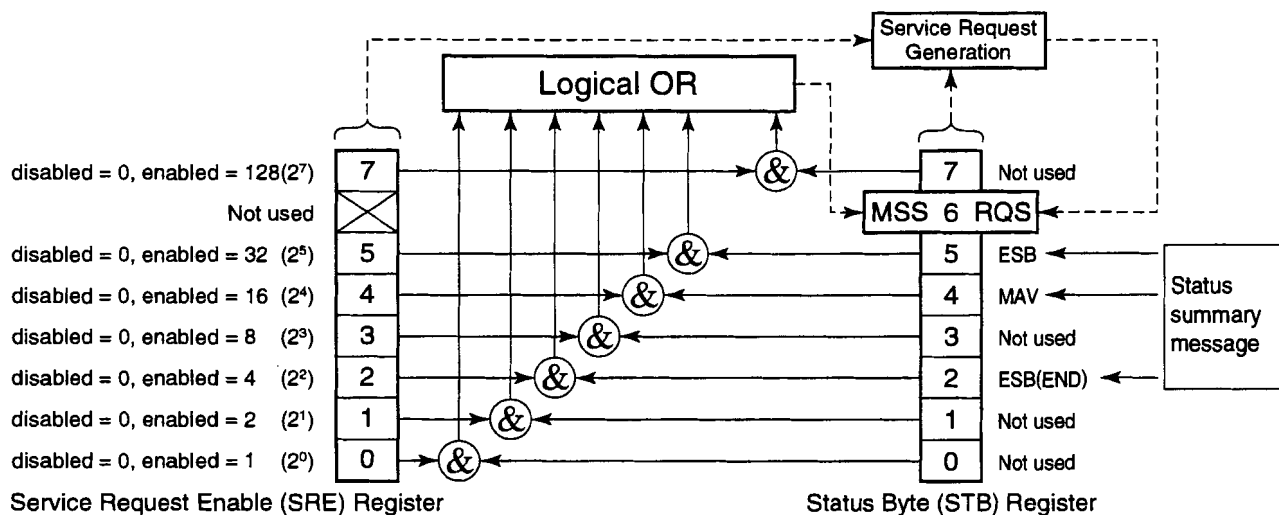 Service Request
Generation
Logical OR
disabled = 0, enabled = 128(2⁷) 7 & 7 Not used
Not used MSS 6 RQS
disabled = 0, enabled = 32 (2⁵) 5 & 5 ESB
disabled = 0, enabled = 16 (2⁴) 4 & 4 MAV
disabled = 0, enabled = 8 (2³) 3 & 3 Not used
disabled = 0, enabled = 4 (2²) 2 & 2 ESB(END)
disabled = 0, enabled = 2 (2¹) 1 & 1 Not used
disabled = 0, enabled = 1 (2⁰) 0 & 0 Not used
Status
summary
message
Service Request Enable (SRE) Register
Status Byte (STB) Register